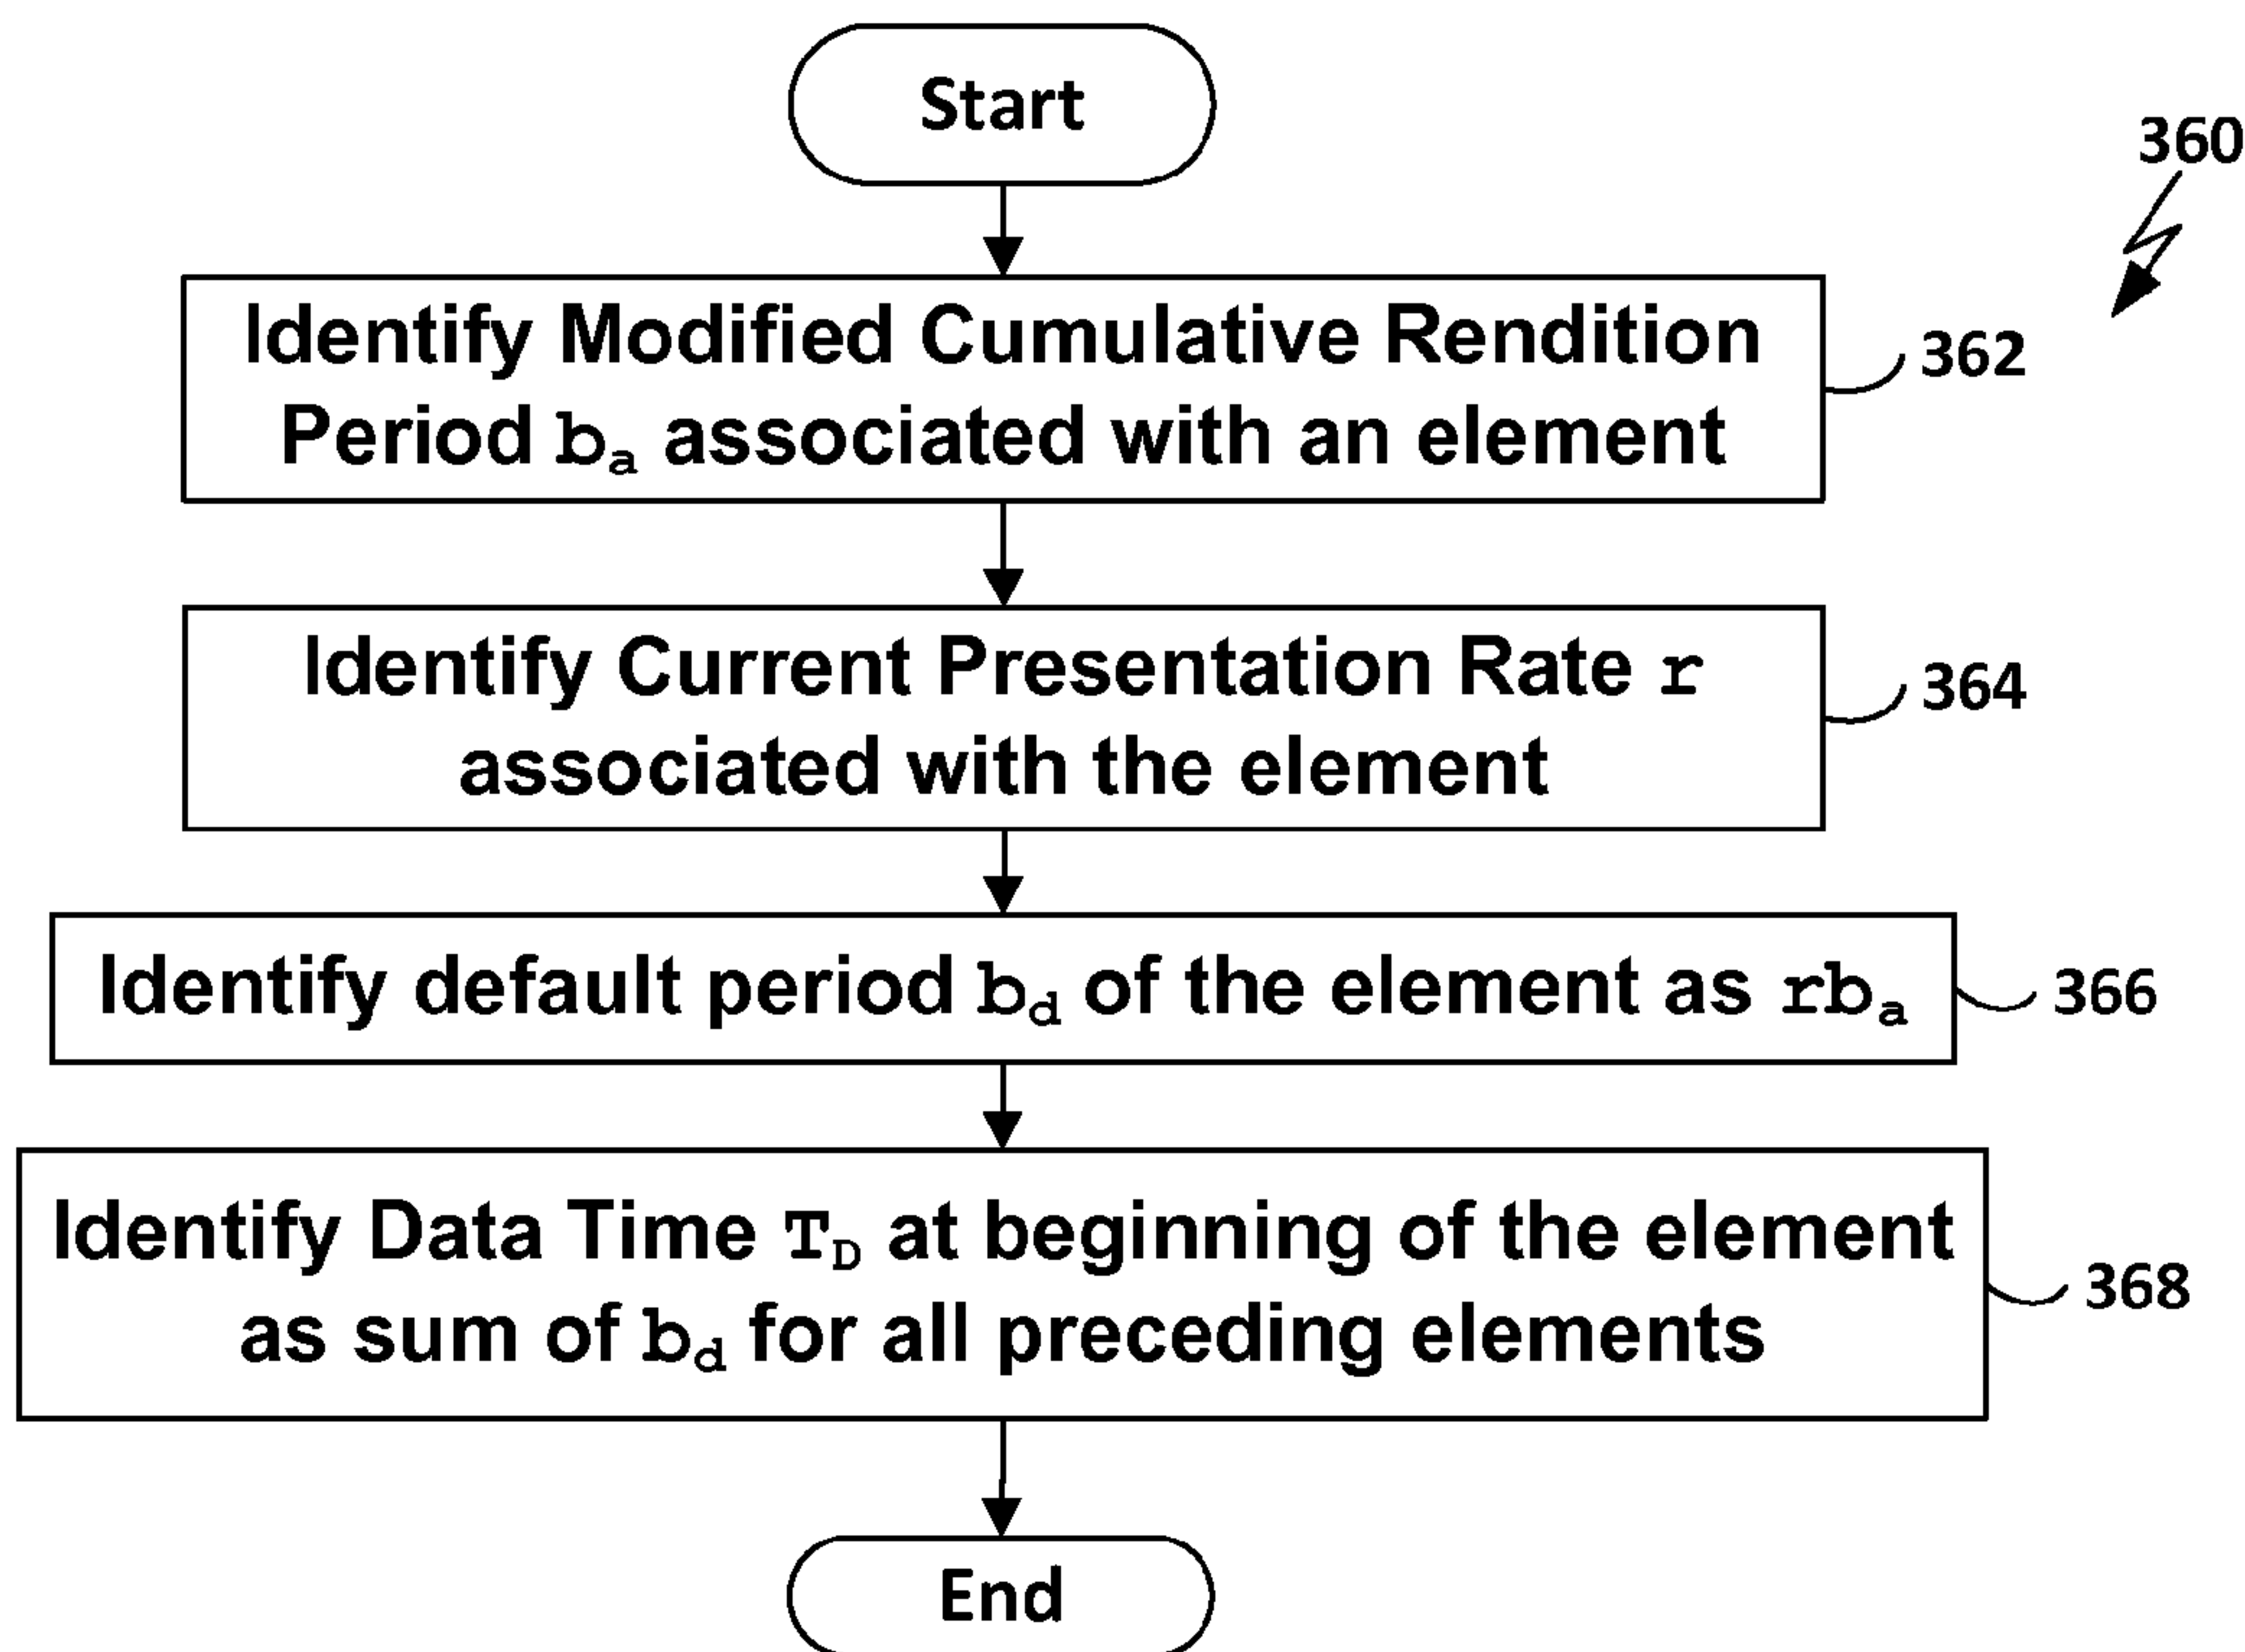 Start
360
Identify Modified Cumulative Rendition
Period bₐ associated with an element
362
Identify Current Presentation Rate r
associated with the element
364
Identify default period b_d of the element as rbₐ
366
Identify Data Time T_D at beginning of the element
as sum of b_d for all preceding elements
368
End